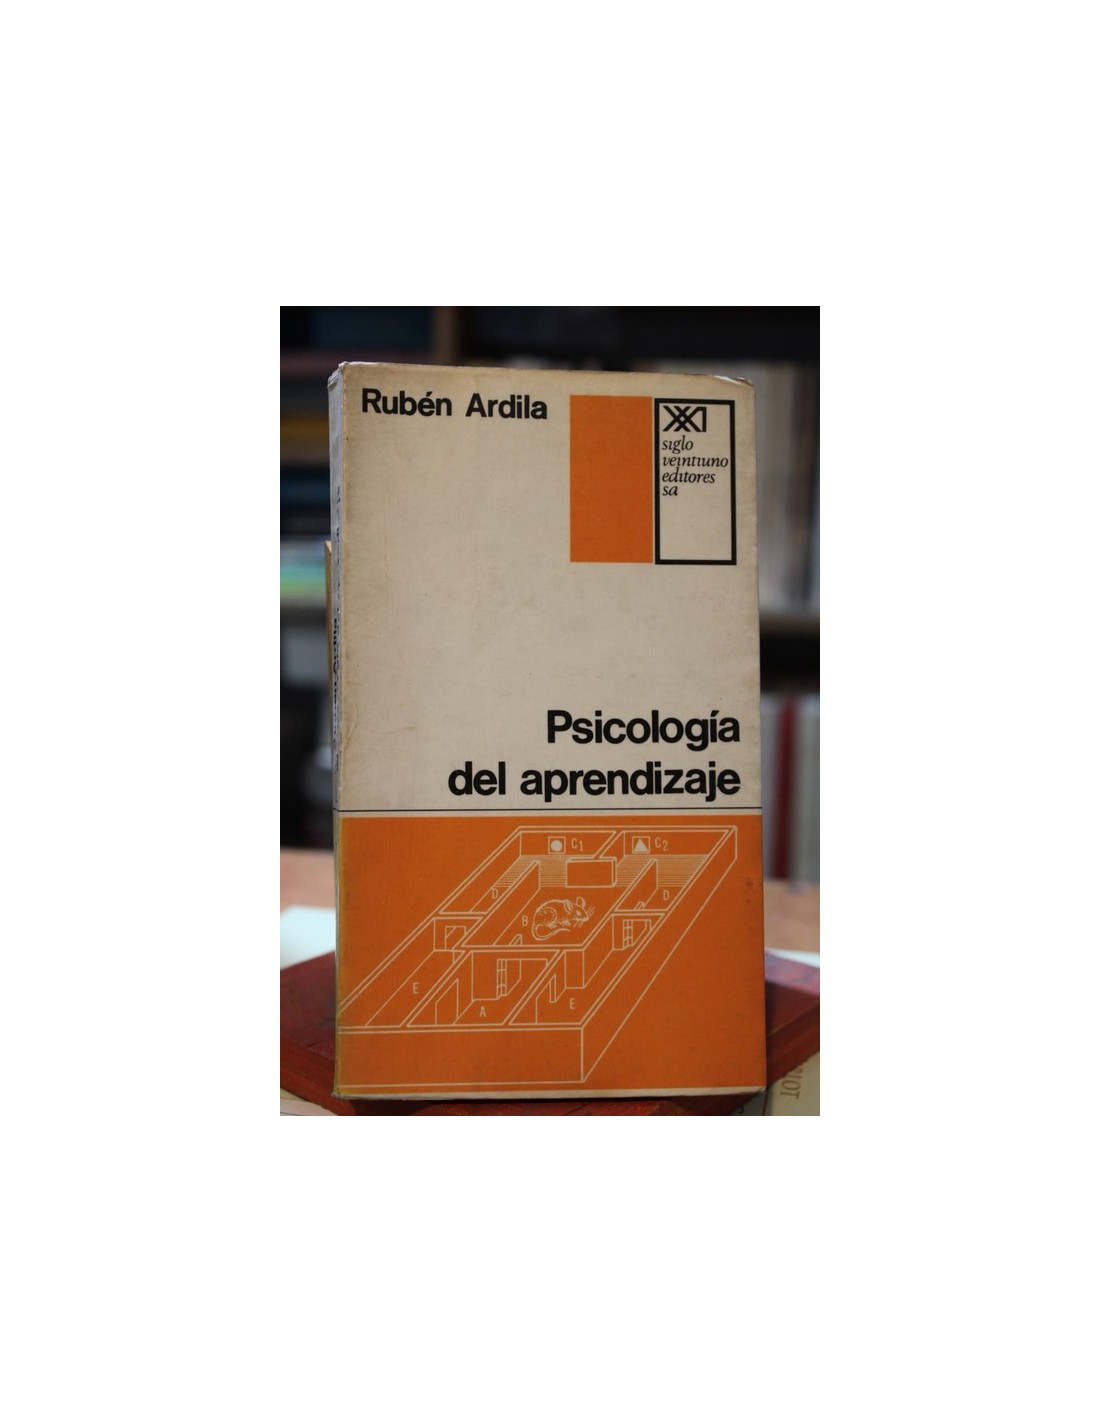 Rubén Ardila
siglo
veintiuno
editores
sa
Psicología
del aprendizaje
C1
C2
D
B
D
E
A
E